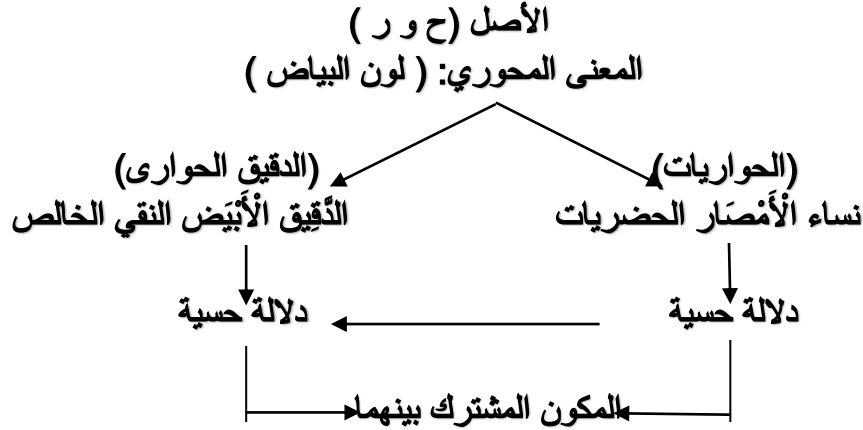 الأصل (ح و ر )
المعنى المحوري: ( لون البياض )
(الحواريات)
(الدقيق الحوارى)
نساء الْأَمْصَار الحضريات
الدَّقِيق الْأَبْيَض النقي الخالص
دلالة حسية
دلالة حسية
المكون المشترك بينهما